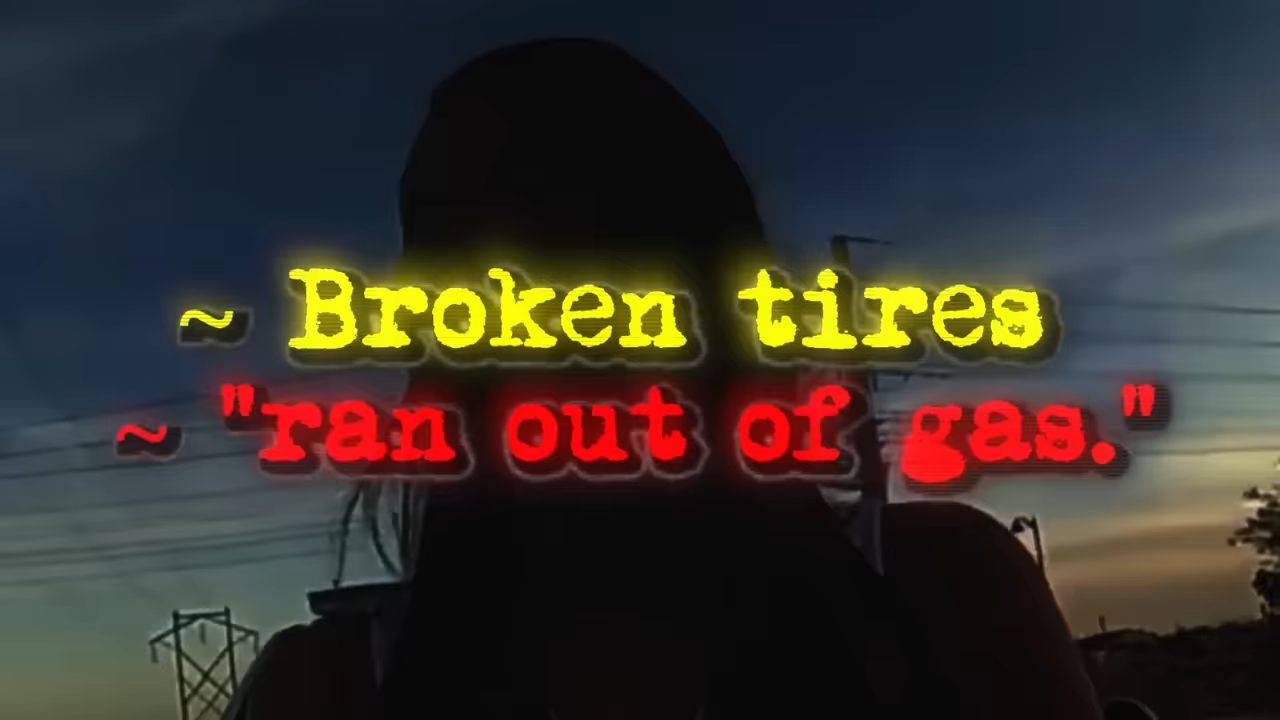 ~ Broken tires
~ "ran out of gas."